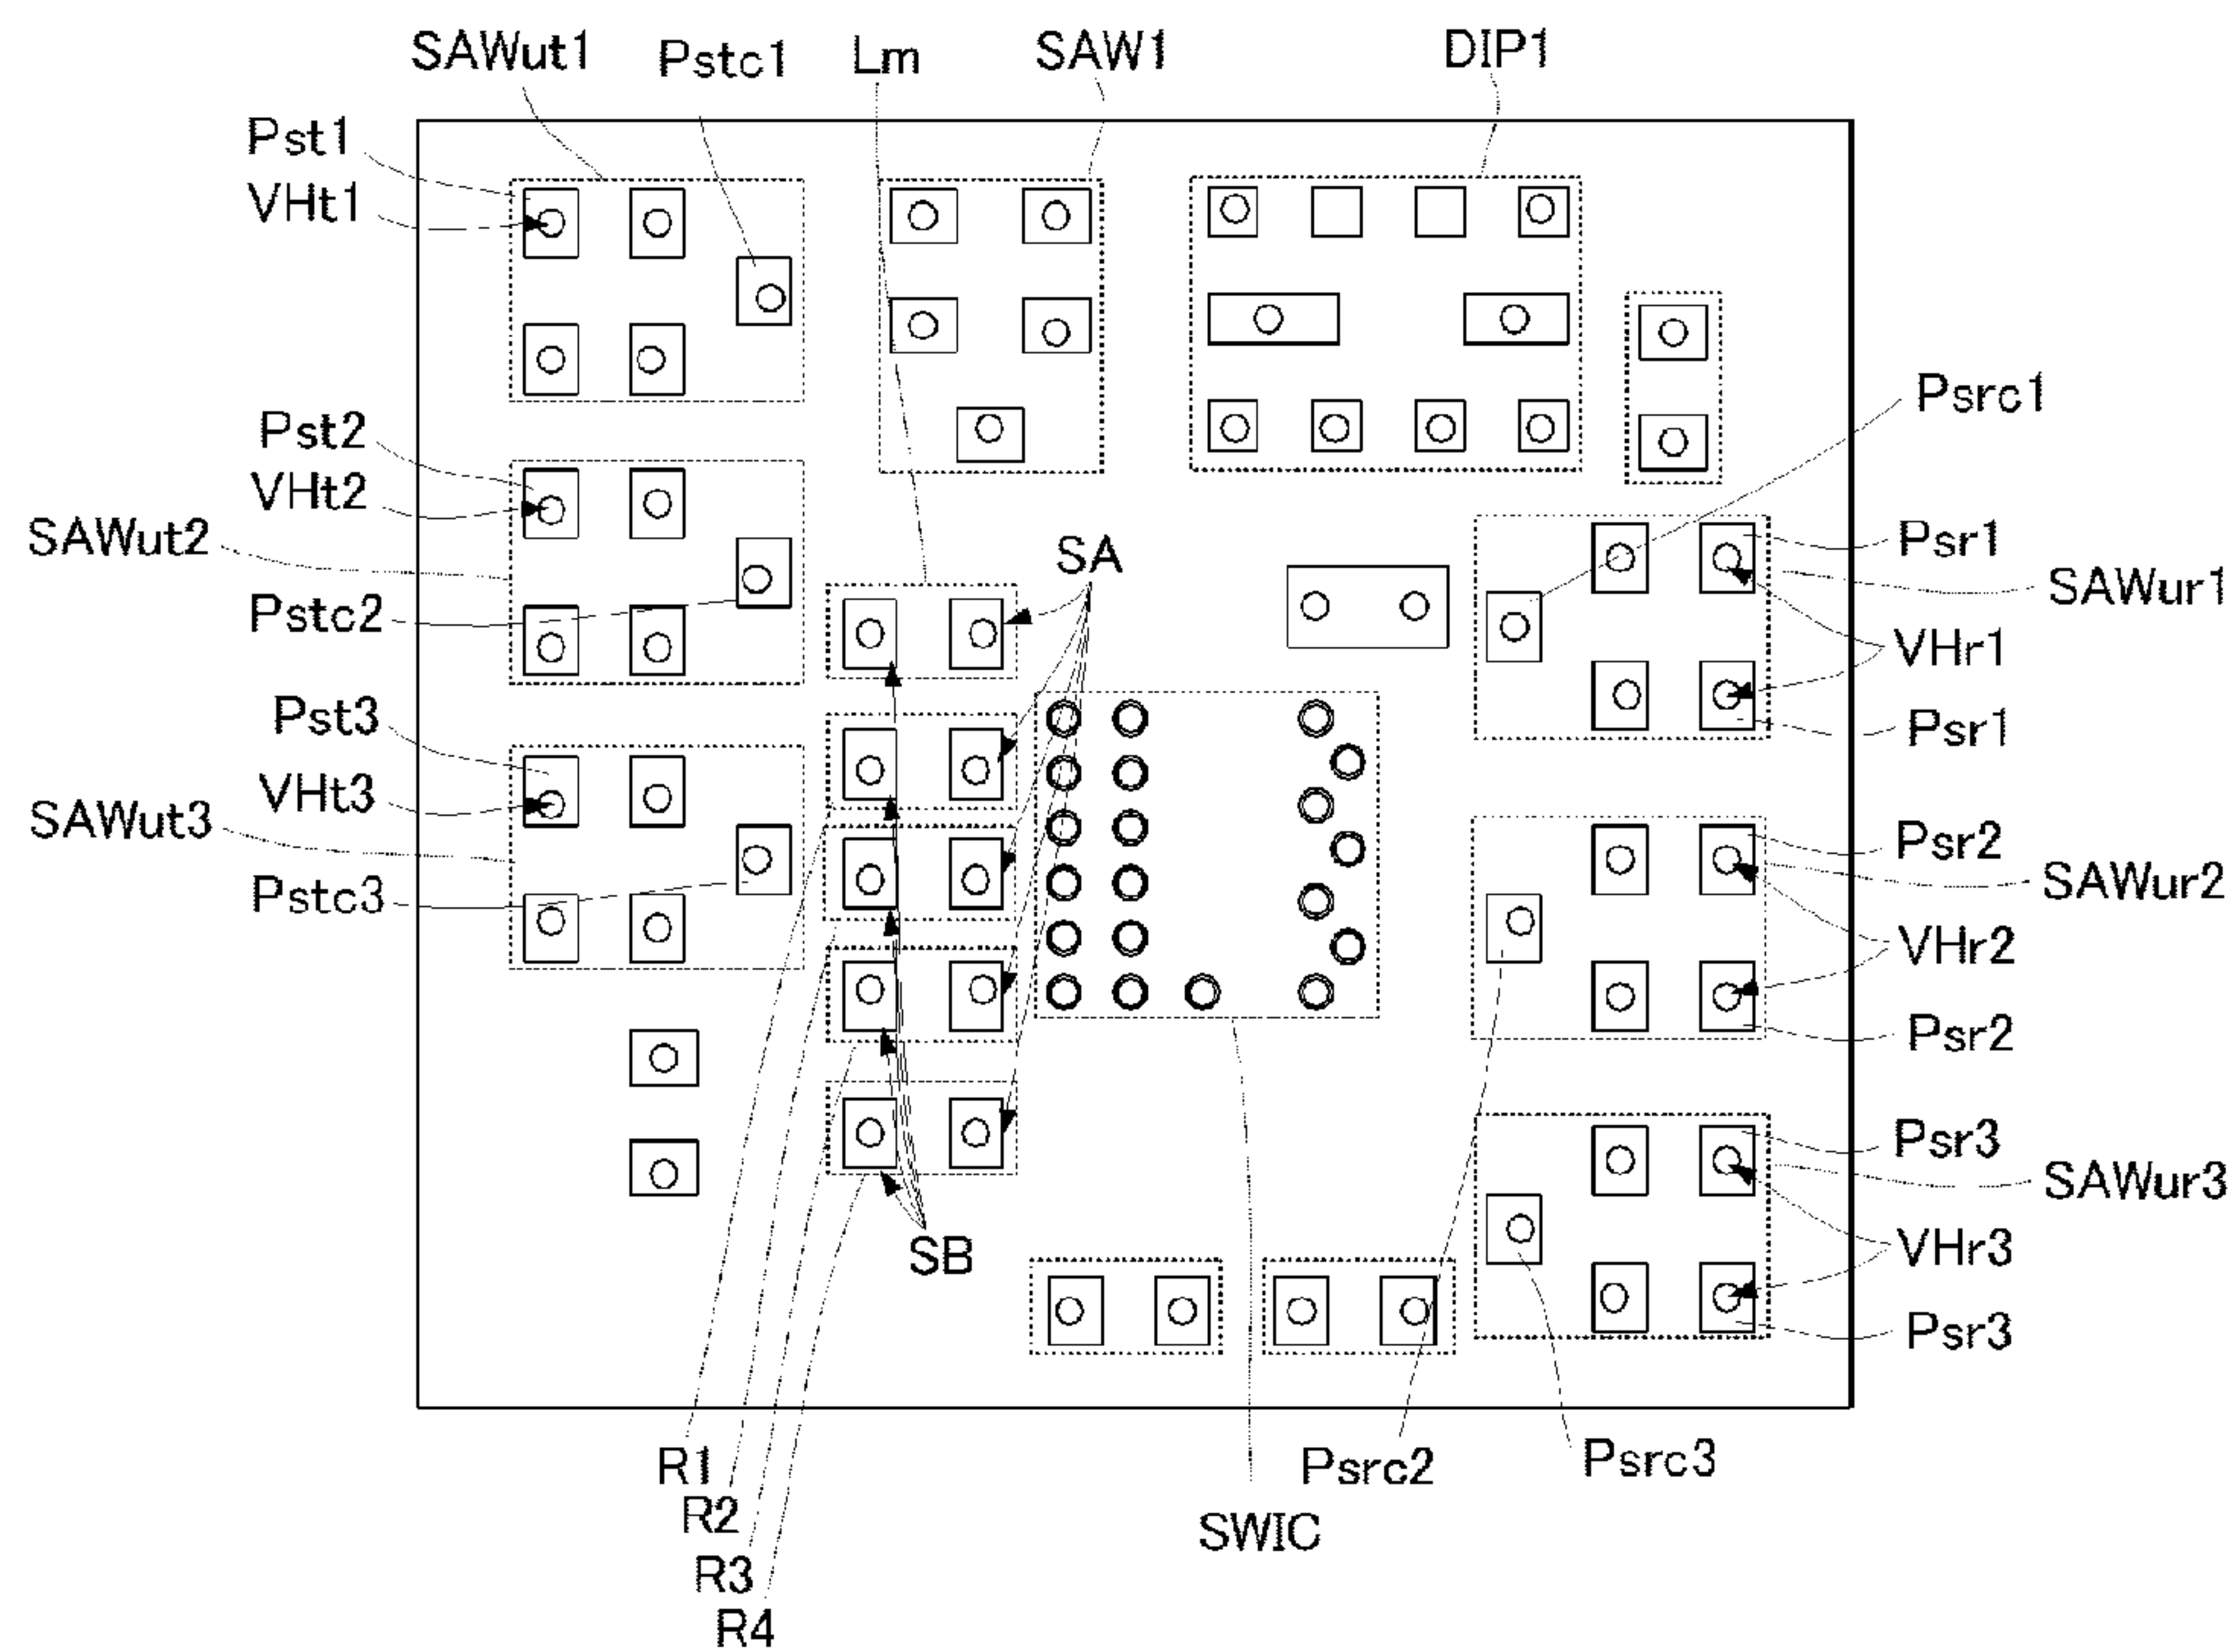 SAWut1
Pstc1
Lm
SAW1
DIP1
Pst1
VHt1
Psrc1
Pst2
VHt2
SAWut2
Pstc2
SA
Psr1
SAWur1
VHr1
Psr1
Pst3
VHt3
SAWut3
Pstc3
Psr2
SAWur2
VHr2
Psr2
Psr3
SAWur3
VHr3
Psr3
SB
R1
R2
R3
R4
SWIC
Psrc2
Psrc3